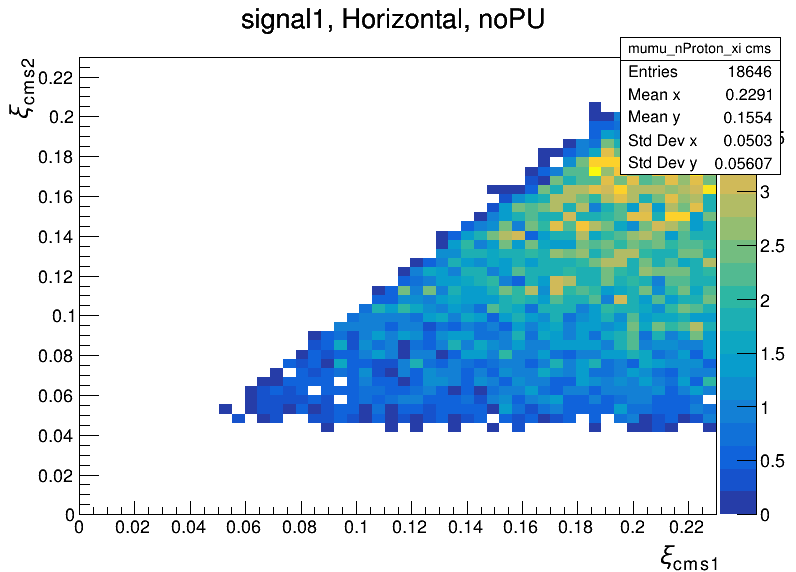 signal1, Horizontal, noPU
mumu_nProton_xi cms
Entries 18646
Mean x 0.2291
Mean y 0.1554
Std Dev x 0.0503
Std Dev y 0.05607
ξcms2
0.22
0.2
0.18
0.16
0.14
0.12
0.1
0.08
0.06
0.04
0.02
0
0 0.02 0.04 0.06 0.08 0.1 0.12 0.14 0.16 0.18 0.2 0.22
ξcms1
5
3
2.5
2
1.5
1
0.5
0